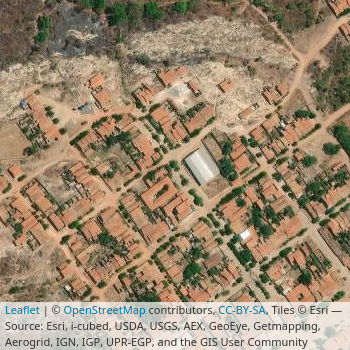 Leaflet | © OpenStreetMap contributors, CC-BY-SA, Tiles © Esri —
Source: Esri, i-cubed, USDA, USGS, AEX, GeoEye, Getmapping,
Aerogrid, IGN, IGP, UPR-EGP, and the GIS User Community